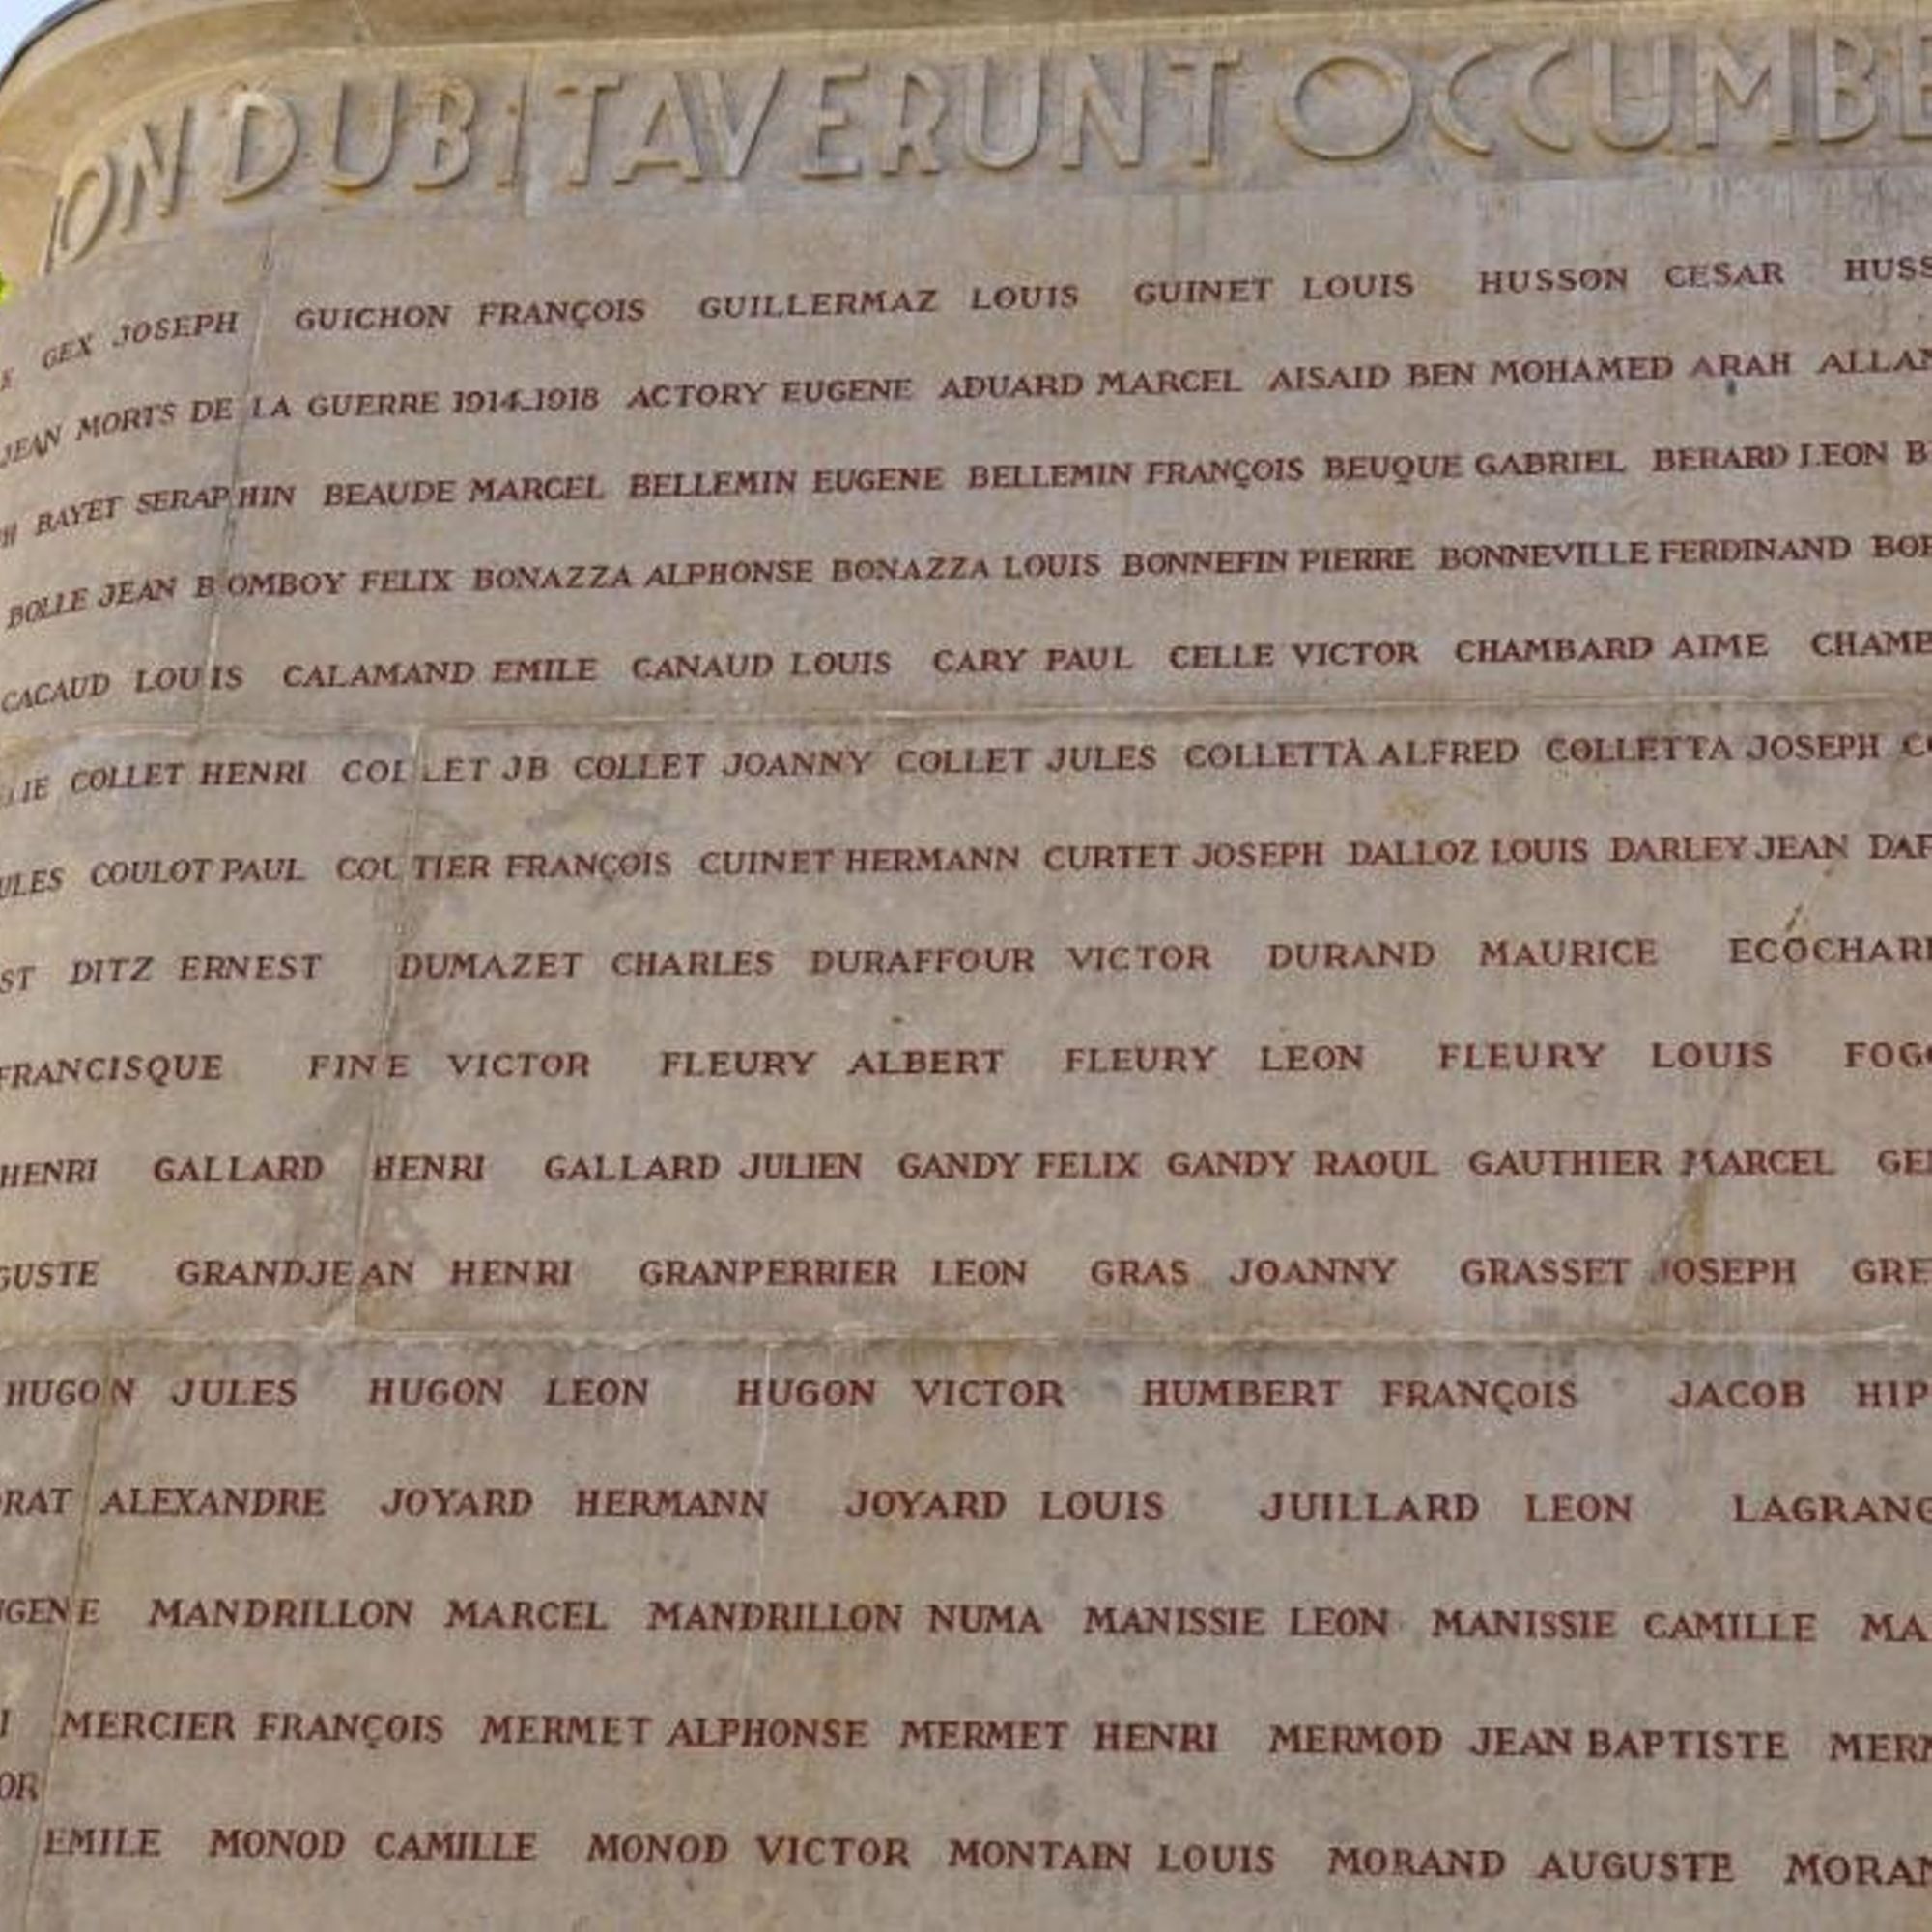 DUBITAVERUNT
GEX JOSEPH GUICHON FRANÇOIS GUILLERMAZ LOUIS GUINET LOUIS HUSSON CESAR
JEAN MORTS DE LA GUERRE 1914-1918 ACTORY EUGENE ADUARD MARCEL AISAID BEN MOHAMED ARAH
BAYET SERAPHIN BEAUDE MARCEL BELLEMIN EUGENE BELLEMIN FRANÇOIS BEUQUE GABRIEL BERARD LEON
BOLLE JEAN BOMBOY FELIX BONAZZA ALPHONSE BONAZZA LOUIS BONNEFIN PIERRE BONNEVILLE FERDINAND
CACAUD LOUIS CALAMAND EMILE CANAUD LOUIS CARY PAUL CELLE VICTOR CHAMBARD AIME
COLLET HENRI COLLET JB COLLET JOANNY COLLET JULES COLLETTA ALFRED COLLETTA JOSEPH
COULOT PAUL COUTIER FRANÇOIS CUINET HERMANN CURTET JOSEPH DALLOZ LOUIS DARLEY JEAN
DITZ ERNEST DUMAZET CHARLES DURAFFOUR VICTOR DURAND MAURICE
FRANCISQUE FINE VICTOR FLEURY ALBERT FLEURY LEON FLEURY LOUIS
HENRI GALLARD HENRI GALLARD JULIEN GANDY FELIX GANDY RAOUL GAUTHIER MARCEL
GRANDJEAN HENRI GRANPERRIER LEON GRAS JOANNY GRASSET JOSEPH
HUGON JULES HUGON LEON HUGON VICTOR HUMBERT FRANÇOIS JACOB
ALEXANDRE JOYARD HERMANN JOYARD LOUIS JUILLARD LEON
MANDRILLON MARCEL MANDRILLON NUMA MANISSIE LEON MANISSIE CAMILLE
MERCIER FRANÇOIS MERMET ALPHONSE MERMET HENRI MERMOD JEAN BAPTISTE
EMILE MONOD CAMILLE MONOD VICTOR MONTAIN LOUIS MORAND AUGUSTE